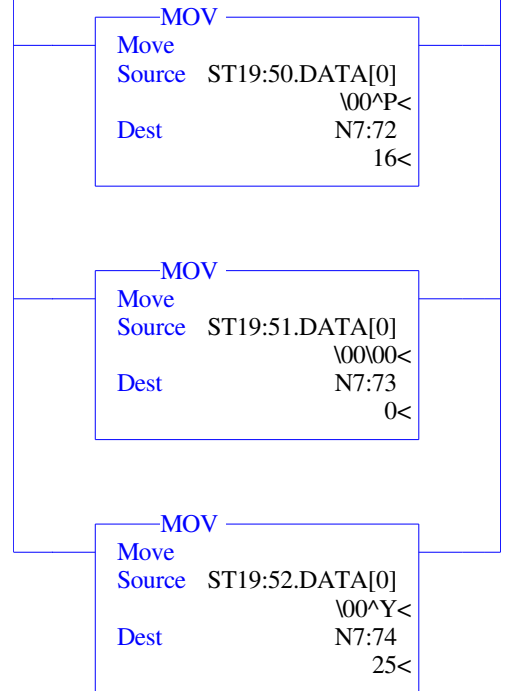 MOV
Move
Source ST19:50.DATA[0]
\00^P<
Dest N7:72
16<
MOV
Move
Source ST19:51.DATA[0]
\00\00<
Dest N7:73
0<
MOV
Move
Source ST19:52.DATA[0]
\00^Y<
Dest N7:74
25<